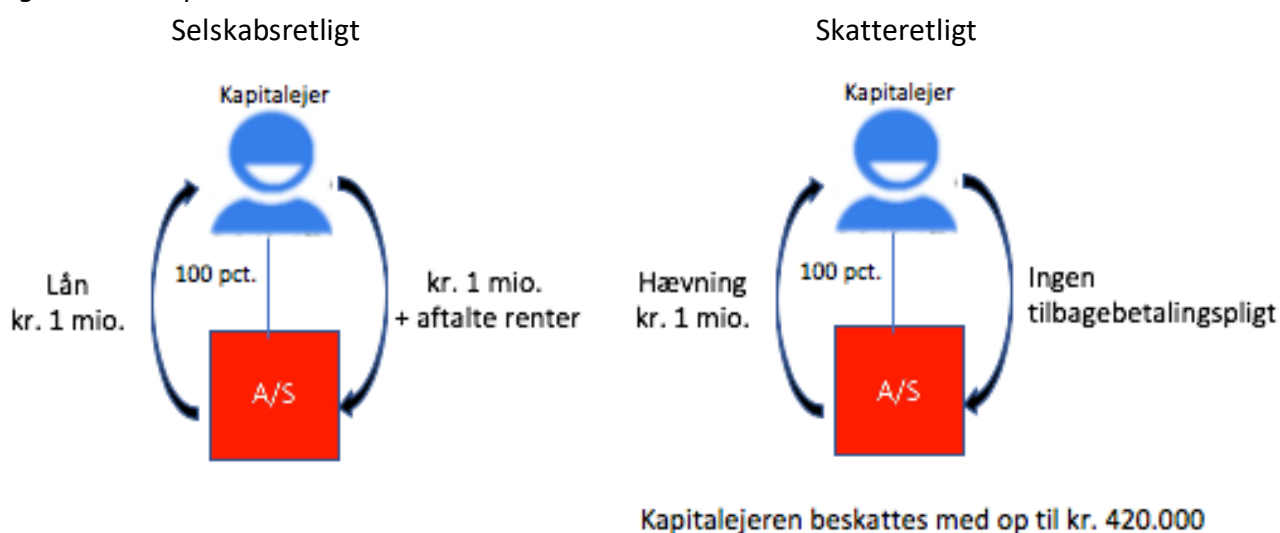 Selskabsretligt
Kapitalejer
100 pct.
Lån
kr. 1 mio.
kr. 1 mio.
+ aftalte renter
A/S
Skatteretligt
Kapitalejer
100 pct.
Hævning
kr. 1 mio.
Ingen
tilbagebetalingspligt
A/S
Kapitalejeren beskattes med op til kr. 420.000